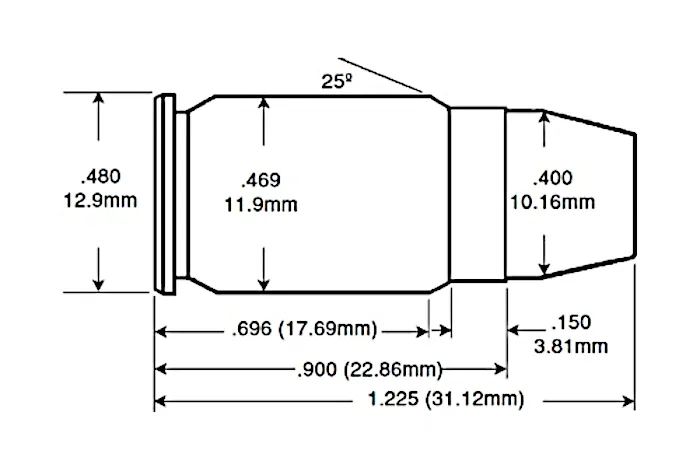 25º
.480
12.9mm
.469
11.9mm
.400
10.16mm
.696 (17.69mm)
.150
3.81mm
.900 (22.86mm)
1.225 (31.12mm)